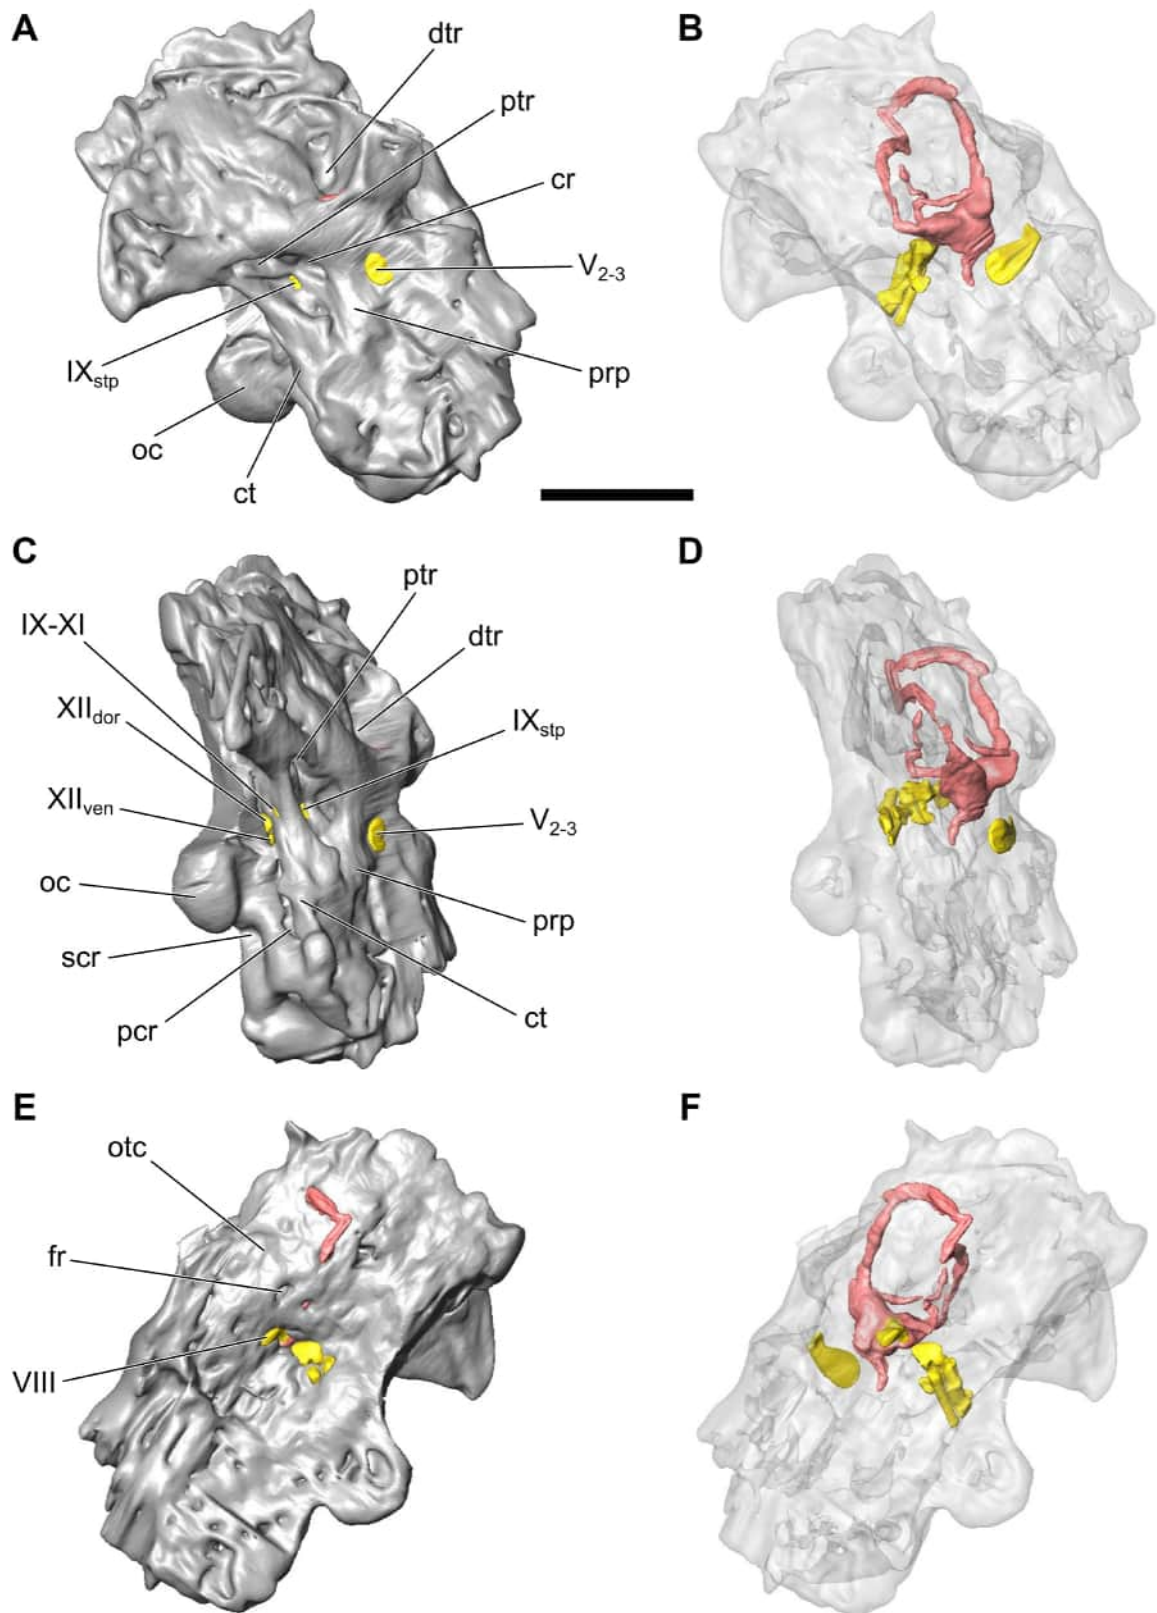 A
B
dtr
ptr
cr
V2-3
IXstp
prp
oc
ct
C
D
ptr
IX-XI
dtr
XIIdor
IXstp
XIIven
V2-3
oc
prp
scr
ct
pcr
E
F
otc
fr
VIII